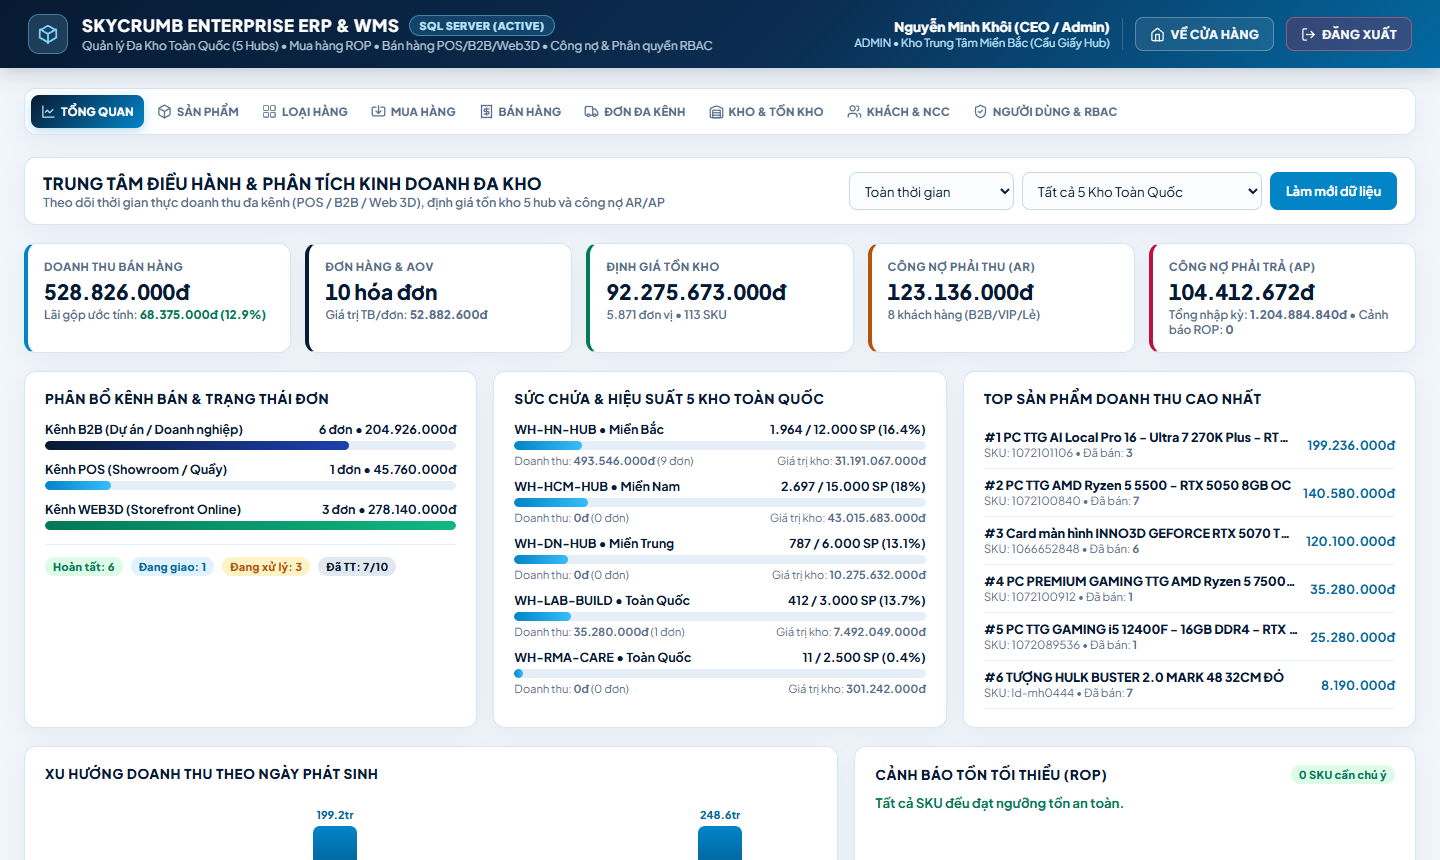 SKYCRUMB ENTERPRISE ERP & WMS
SQL SERVER (ACTIVE)
Quản lý Đa Kho Toàn Quốc (5 Hubs) • Mua hàng ROP • Bán hàng POS/B2B/Web3D • Công nợ & Phân quyền RBAC
Nguyễn Minh Khôi (CEO / Admin)
ADMIN • Kho Trung Tâm Miền Bắc (Cầu Giấy Hub)
VỀ CỬA HÀNG
ĐĂNG XUẤT
TỔNG QUAN
SẢN PHẨM
LOẠI HÀNG
MUA HÀNG
BÁN HÀNG
ĐƠN ĐA KÊNH
KHO & TỒN KHO
KHÁCH & NCC
NGƯỜI DÙNG & RBAC
TRUNG TÂM ĐIỀU HÀNH & PHÂN TÍCH KINH DOANH ĐA KHO
Theo dõi thời gian thực doanh thu đa kênh (POS / B2B / Web 3D), định giá tồn kho 5 hub và công nợ AR/AP
Toàn thời gian
Tất cả 5 Kho Toàn Quốc
Làm mới dữ liệu
DOANH THU BÁN HÀNG
528.826.000đ
Lãi gộp ước tính: 68.375.000đ (12.9%)
ĐƠN HÀNG & AOV
10 hóa đơn
Giá trị TB/đơn: 52.882.600đ
ĐỊNH GIÁ TỒN KHO
92.275.673.000đ
5.871 đơn vị • 113 SKU
CÔNG NỢ PHẢI THU (AR)
123.136.000đ
8 khách hàng (B2B/VIP/Lẻ)
CÔNG NỢ PHẢI TRẢ (AP)
104.412.672đ
Tổng nhập kỳ: 1.204.884.840đ • Cảnh
báo ROP: 0
PHÂN BỔ KÊNH BÁN & TRẠNG THÁI ĐƠN
Kênh B2B (Dự án / Doanh nghiệp) 6 đơn • 204.926.000đ
Kênh POS (Showroom / Quầy) 1 đơn • 45.760.000đ
Kênh WEB3D (Storefront Online) 3 đơn • 278.140.000đ
Hoàn tất: 6
Đang giao: 1
Đang xử lý: 3
Đã TT: 7/10
SỨC CHỨA & HIỆU SUẤT 5 KHO TOÀN QUỐC
WH-HN-HUB • Miền Bắc 1.964 / 12.000 SP (16.4%)
Doanh thu: 493.546.000đ (9 đơn) Giá trị kho: 31.191.067.000đ
WH-HCM-HUB • Miền Nam 2.697 / 15.000 SP (18%)
Doanh thu: 0đ (0 đơn) Giá trị kho: 43.015.683.000đ
WH-DN-HUB • Miền Trung 787 / 6.000 SP (13.1%)
Doanh thu: 0đ (0 đơn) Giá trị kho: 10.275.632.000đ
WH-LAB-BUILD • Toàn Quốc 412 / 3.000 SP (13.7%)
Doanh thu: 35.280.000đ (1 đơn) Giá trị kho: 7.492.049.000đ
WH-RMA-CARE • Toàn Quốc 11 / 2.500 SP (0.4%)
Doanh thu: 0đ (0 đơn) Giá trị kho: 301.242.000đ
TOP SẢN PHẨM DOANH THU CAO NHẤT
#1 PC TTG AI Local Pro 16 - Ultra 7 270K Plus - RT...
SKU: 1072101106 • Đã bán: 3
199.236.000đ
#2 PC TTG AMD Ryzen 5 5500 - RTX 5050 8GB OC
SKU: 1072100840 • Đã bán: 7
140.580.000đ
#3 Card màn hình INNO3D GEFORCE RTX 5070 T...
SKU: 1066652848 • Đã bán: 6
120.100.000đ
#4 PC PREMIUM GAMING TTG AMD Ryzen 5 7500...
SKU: 1072100912 • Đã bán: 1
35.280.000đ
#5 PC TTG GAMING i5 12400F - 16GB DDR4 - RTX ...
SKU: 1072089536 • Đã bán: 1
25.280.000đ
#6 TƯỢNG HULK BUSTER 2.0 MARK 48 32CM ĐỎ
SKU: ld-mh0444 • Đã bán: 7
8.190.000đ
XU HƯỚNG DOANH THU THEO NGÀY PHÁT SINH
199.2tr
248.6tr
CẢNH BÁO TỒN TỐI THIỂU (ROP)
0 SKU cần chú ý
Tất cả SKU đều đạt ngưỡng tồn an toàn.